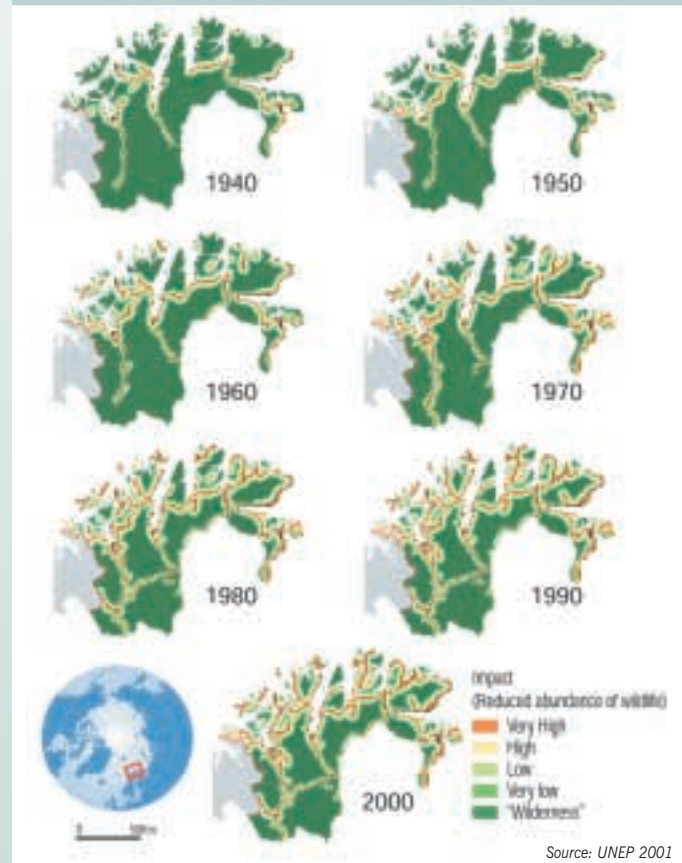 1940
1950
1960
1970
1980
1990
2000
Impact
(Reduced abundance of wildlife)
Very High
High
Low
Very low
"Wilderness"
0
Source: UNEP 2001